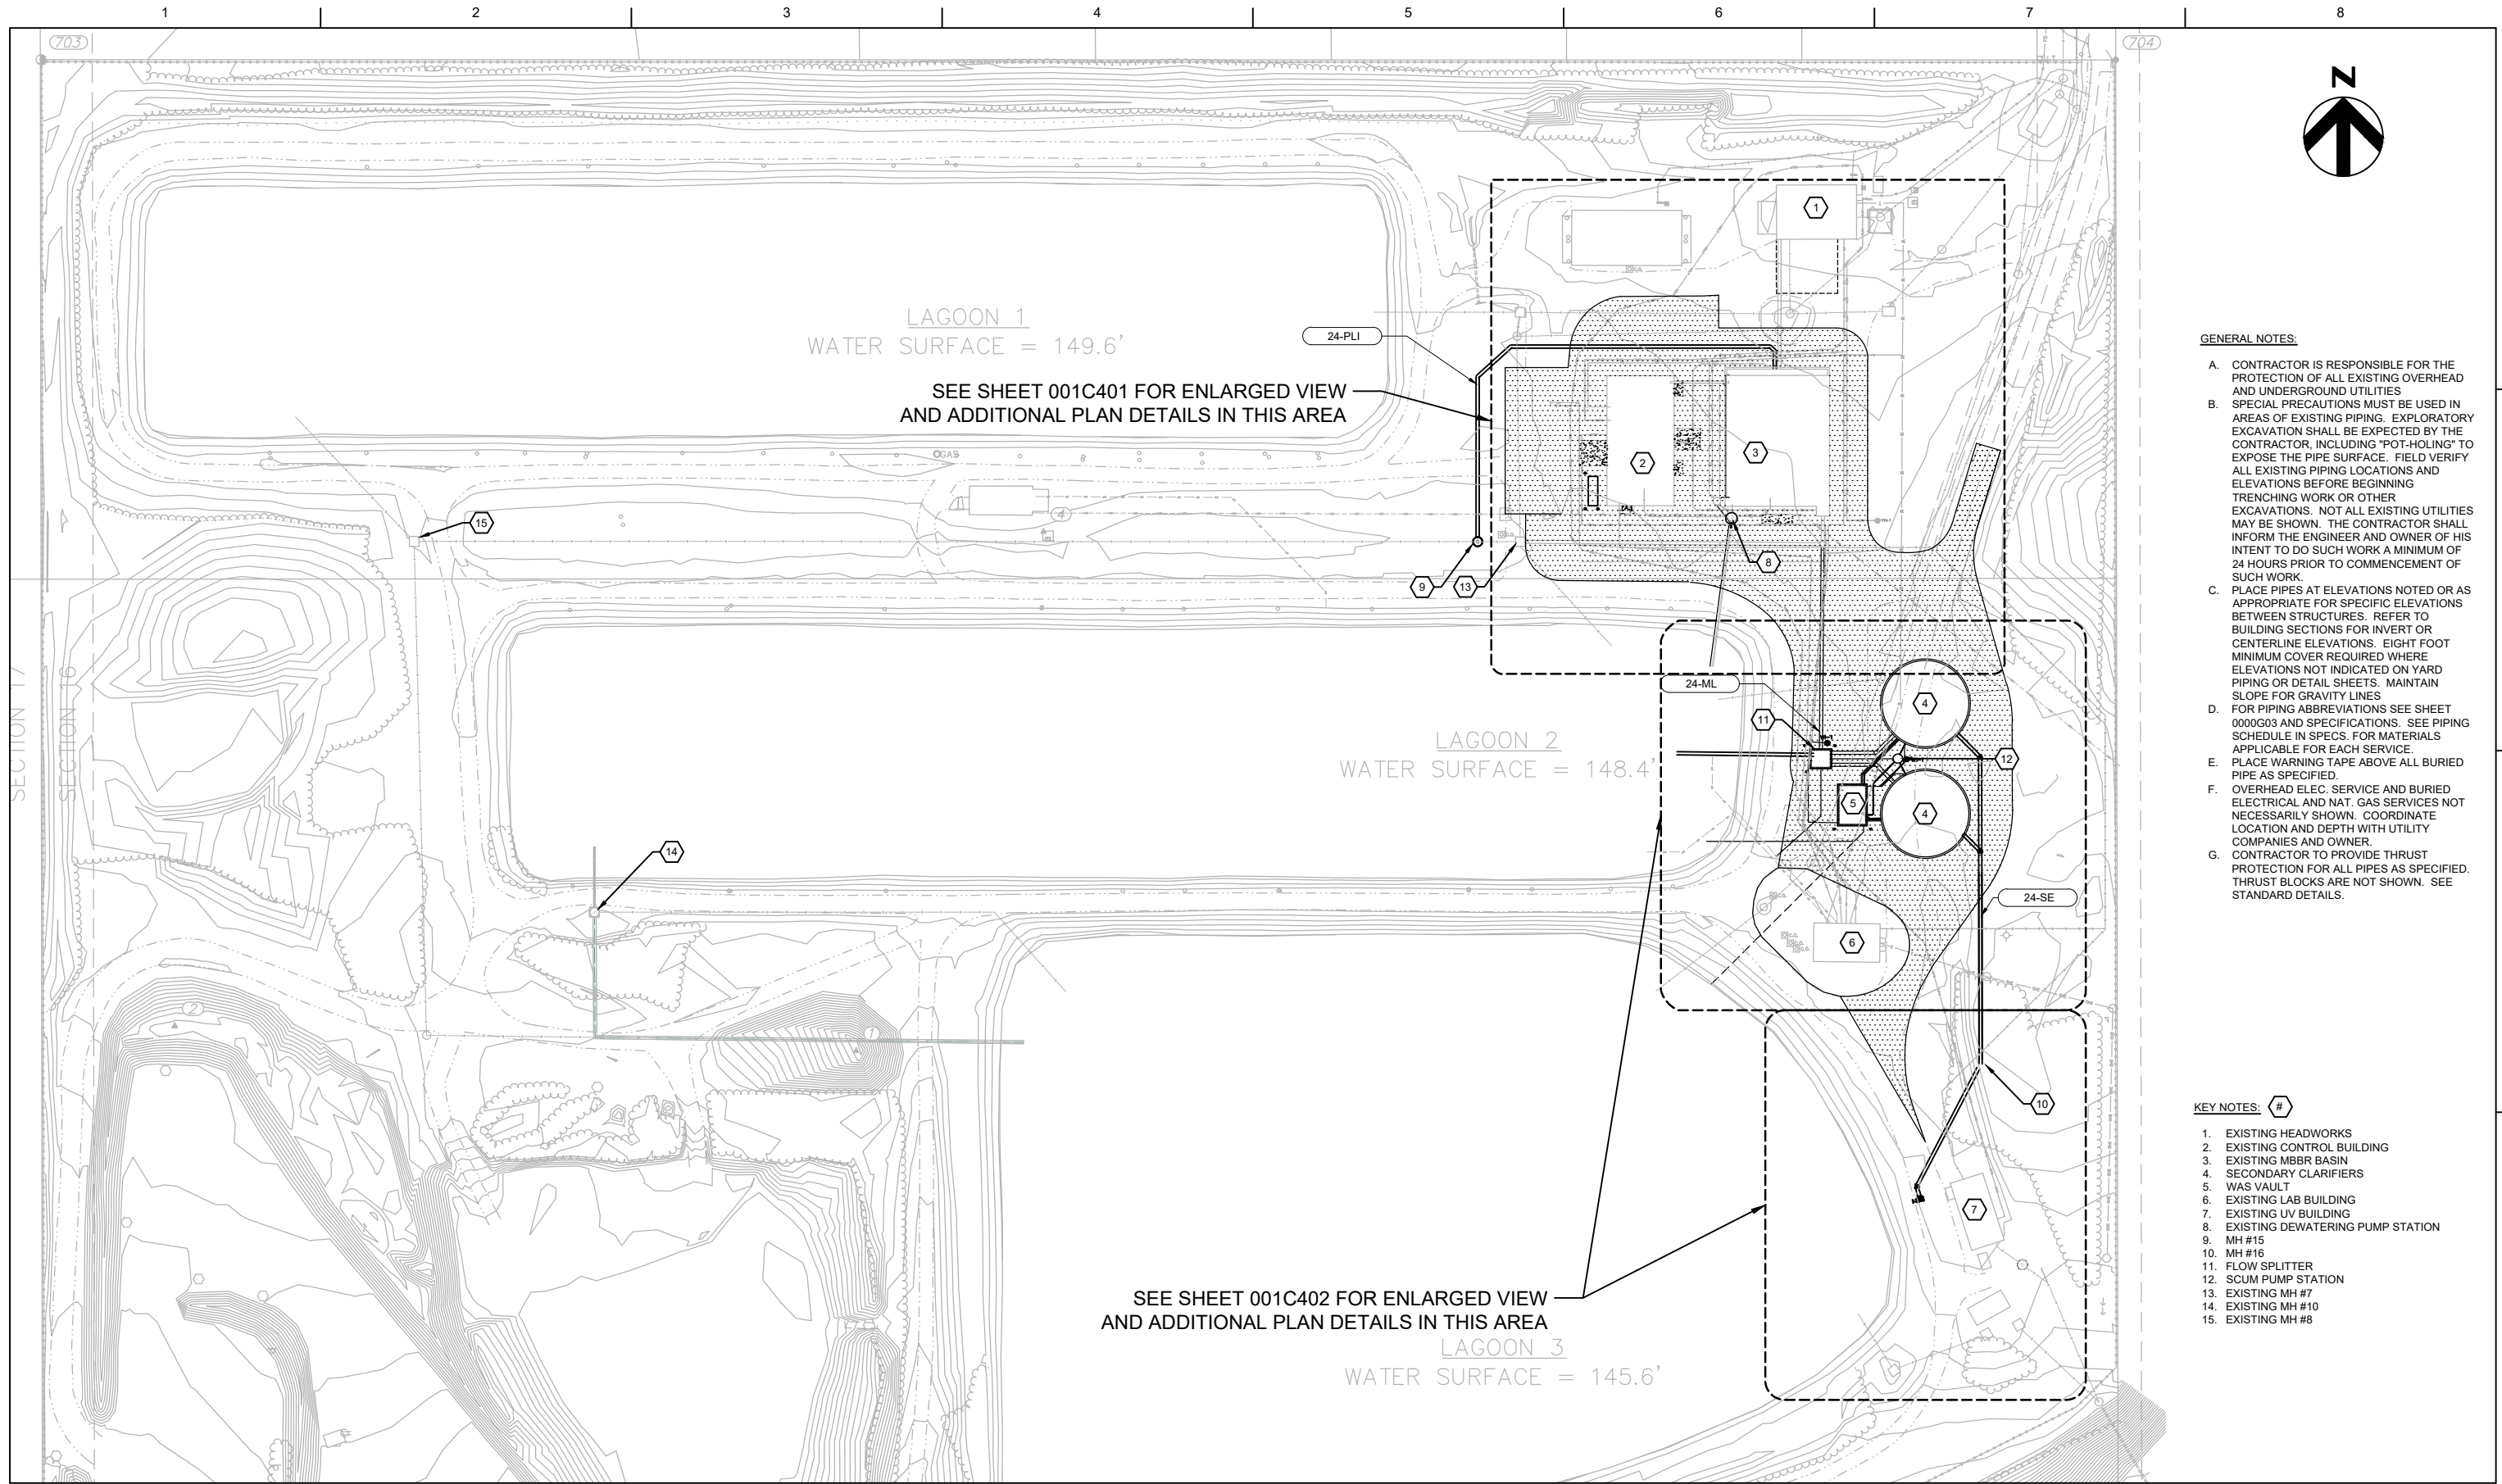 1 2 3 4 5 6 7 8
703
704
N
1
LAGOON 1
WATER SURFACE = 149.6'
24-PLI
SEE SHEET 001C401 FOR ENLARGED VIEW
AND ADDITIONAL PLAN DETAILS IN THIS AREA
GAS
2
3
4
15
8
9
13
SECTION 17
SECTION 16
24-ML
4
11
LAGOON 2
WATER SURFACE = 148.4'
12
5
4
14
24-SE
6
2
1
10
7
SEE SHEET 001C402 FOR ENLARGED VIEW
AND ADDITIONAL PLAN DETAILS IN THIS AREA
LAGOON 3
WATER SURFACE = 145.6'
GENERAL NOTES:
A. CONTRACTOR IS RESPONSIBLE FOR THE
PROTECTION OF ALL EXISTING OVERHEAD
AND UNDERGROUND UTILITIES
B. SPECIAL PRECAUTIONS MUST BE USED IN
AREAS OF EXISTING PIPING. EXPLORATORY
EXCAVATION SHALL BE EXPECTED BY THE
CONTRACTOR, INCLUDING "POT-HOLING" TO
EXPOSE THE PIPE SURFACE. FIELD VERIFY
ALL EXISTING PIPING LOCATIONS AND
ELEVATIONS BEFORE BEGINNING
TRENCHING WORK OR OTHER
EXCAVATIONS. NOT ALL EXISTING UTILITIES
MAY BE SHOWN. THE CONTRACTOR SHALL
INFORM THE ENGINEER AND OWNER OF HIS
INTENT TO DO SUCH WORK A MINIMUM OF
24 HOURS PRIOR TO COMMENCEMENT OF
SUCH WORK.
C. PLACE PIPES AT ELEVATIONS NOTED OR AS
APPROPRIATE FOR SPECIFIC ELEVATIONS
BETWEEN STRUCTURES. REFER TO
BUILDING SECTIONS FOR INVERT OR
CENTERLINE ELEVATIONS. EIGHT FOOT
MINIMUM COVER REQUIRED WHERE
ELEVATIONS NOT INDICATED ON YARD
PIPING OR DETAIL SHEETS. MAINTAIN
SLOPE FOR GRAVITY LINES
D. FOR PIPING ABBREVIATIONS SEE SHEET
0000G03 AND SPECIFICATIONS. SEE PIPING
SCHEDULE IN SPECS. FOR MATERIALS
APPLICABLE FOR EACH SERVICE.
E. PLACE WARNING TAPE ABOVE ALL BURIED
PIPE AS SPECIFIED.
F. OVERHEAD ELEC. SERVICE AND BURIED
ELECTRICAL AND NAT. GAS SERVICES NOT
NECESSARILY SHOWN. COORDINATE
LOCATION AND DEPTH WITH UTILITY
COMPANIES AND OWNER.
G. CONTRACTOR TO PROVIDE THRUST
PROTECTION FOR ALL PIPES AS SPECIFIED.
THRUST BLOCKS ARE NOT SHOWN. SEE
STANDARD DETAILS.
KEY NOTES: #
1. EXISTING HEADWORKS
2. EXISTING CONTROL BUILDING
3. EXISTING MBBR BASIN
4. SECONDARY CLARIFIERS
5. WAS VAULT
6. EXISTING LAB BUILDING
7. EXISTING UV BUILDING
8. EXISTING DEWATERING PUMP STATION
9. MH #15
10. MH #16
11. FLOW SPLITTER
12. SCUM PUMP STATION
13. EXISTING MH #7
14. EXISTING MH #10
15. EXISTING MH #8